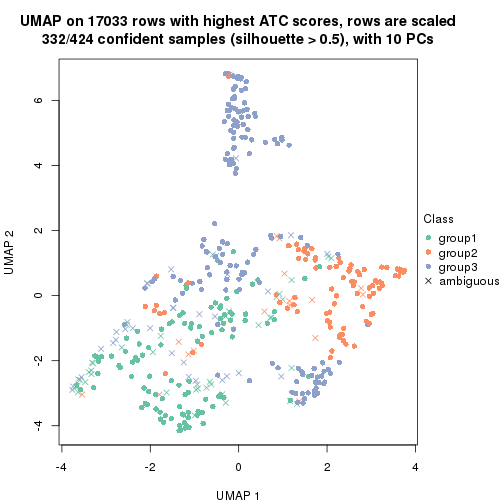 UMAP on 17033 rows with highest ATC scores, rows are scaled
332/424 confident samples (silhouette > 0.5), with 10 PCs
6
4
2
0
-2
-4
UMAP 2
-4
-2
0
2
4
UMAP 1
Class
group1
group2
group3
ambiguous